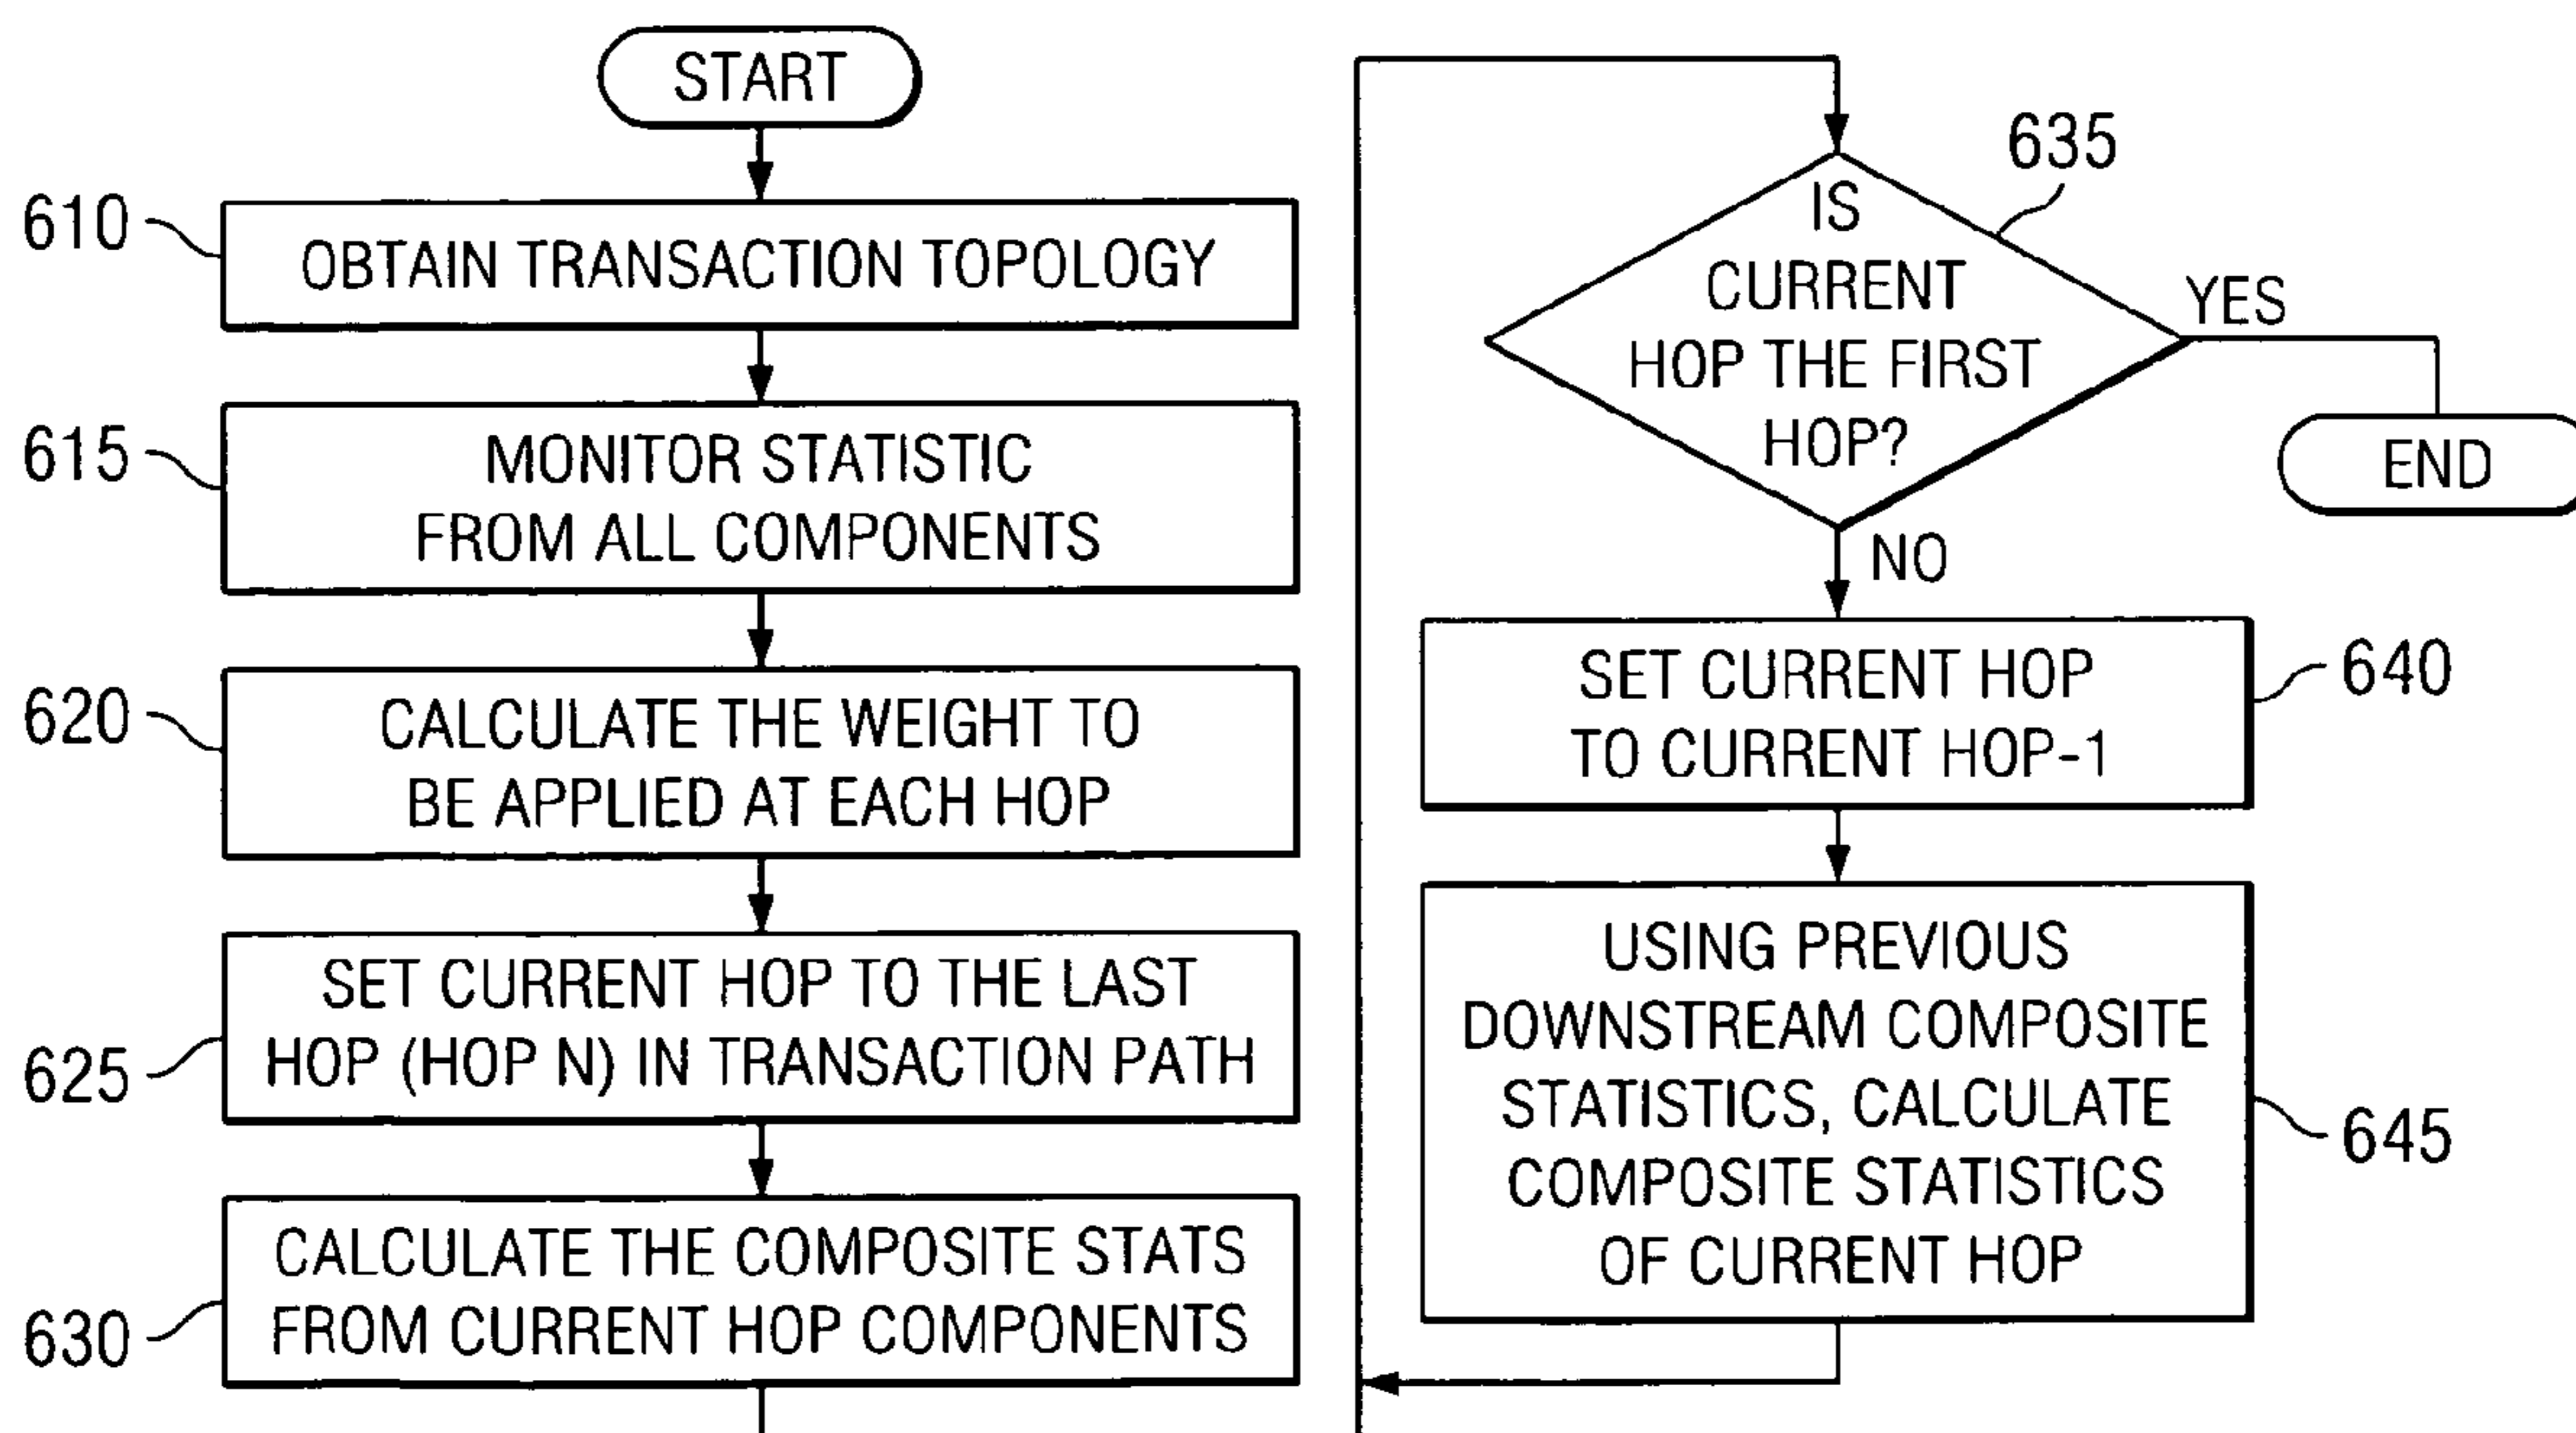 START
610
OBTAIN TRANSACTION TOPOLOGY
615
MONITOR STATISTIC
FROM ALL COMPONENTS
620
CALCULATE THE WEIGHT TO
BE APPLIED AT EACH HOP
625
SET CURRENT HOP TO THE LAST
HOP (HOP N) IN TRANSACTION PATH
630
CALCULATE THE COMPOSITE STATS
FROM CURRENT HOP COMPONENTS
635
IS
CURRENT
HOP THE FIRST
HOP?
YES
END
NO
640
SET CURRENT HOP
TO CURRENT HOP-1
645
USING PREVIOUS
DOWNSTREAM COMPOSITE
STATISTICS, CALCULATE
COMPOSITE STATISTICS
OF CURRENT HOP